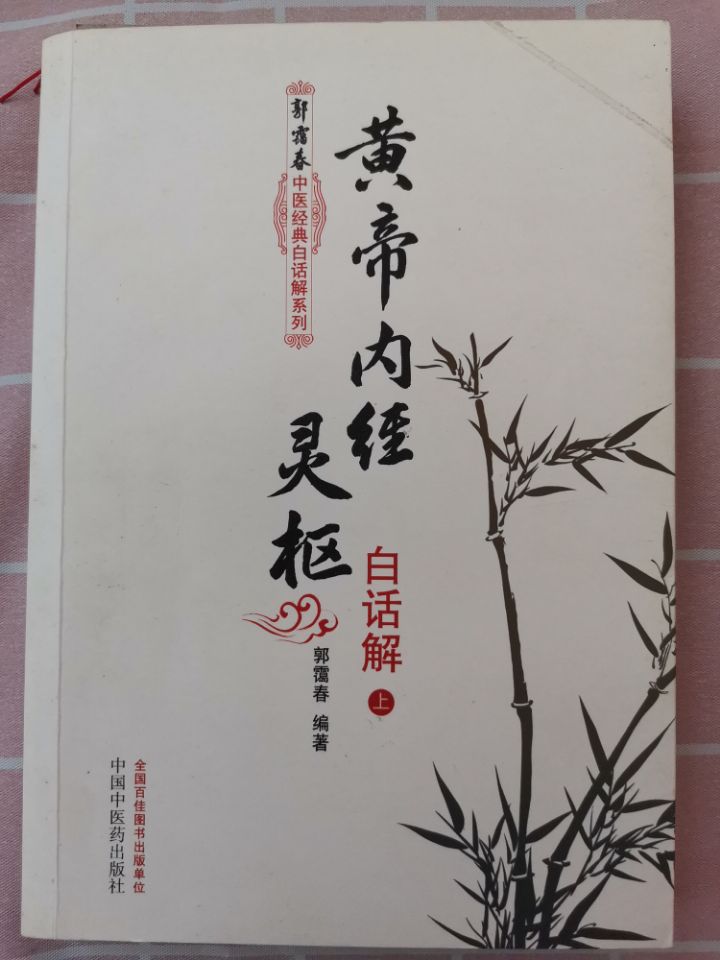 黄帝内经
灵枢
白话解
上
郭霭春
中医经典白话解系列
郭霭春 编著
全国百佳图书出版单位
中国中医药出版社